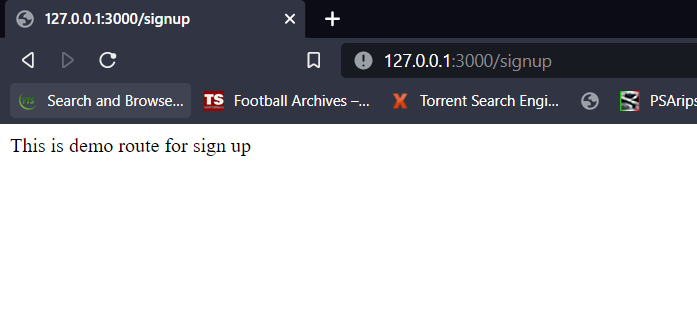 127.0.0.1:3000/signup
127.0.0.1:3000/signup
Search and Browse... TS Football Archives –... X Torrent Search Engi... PSArips
This is demo route for sign up